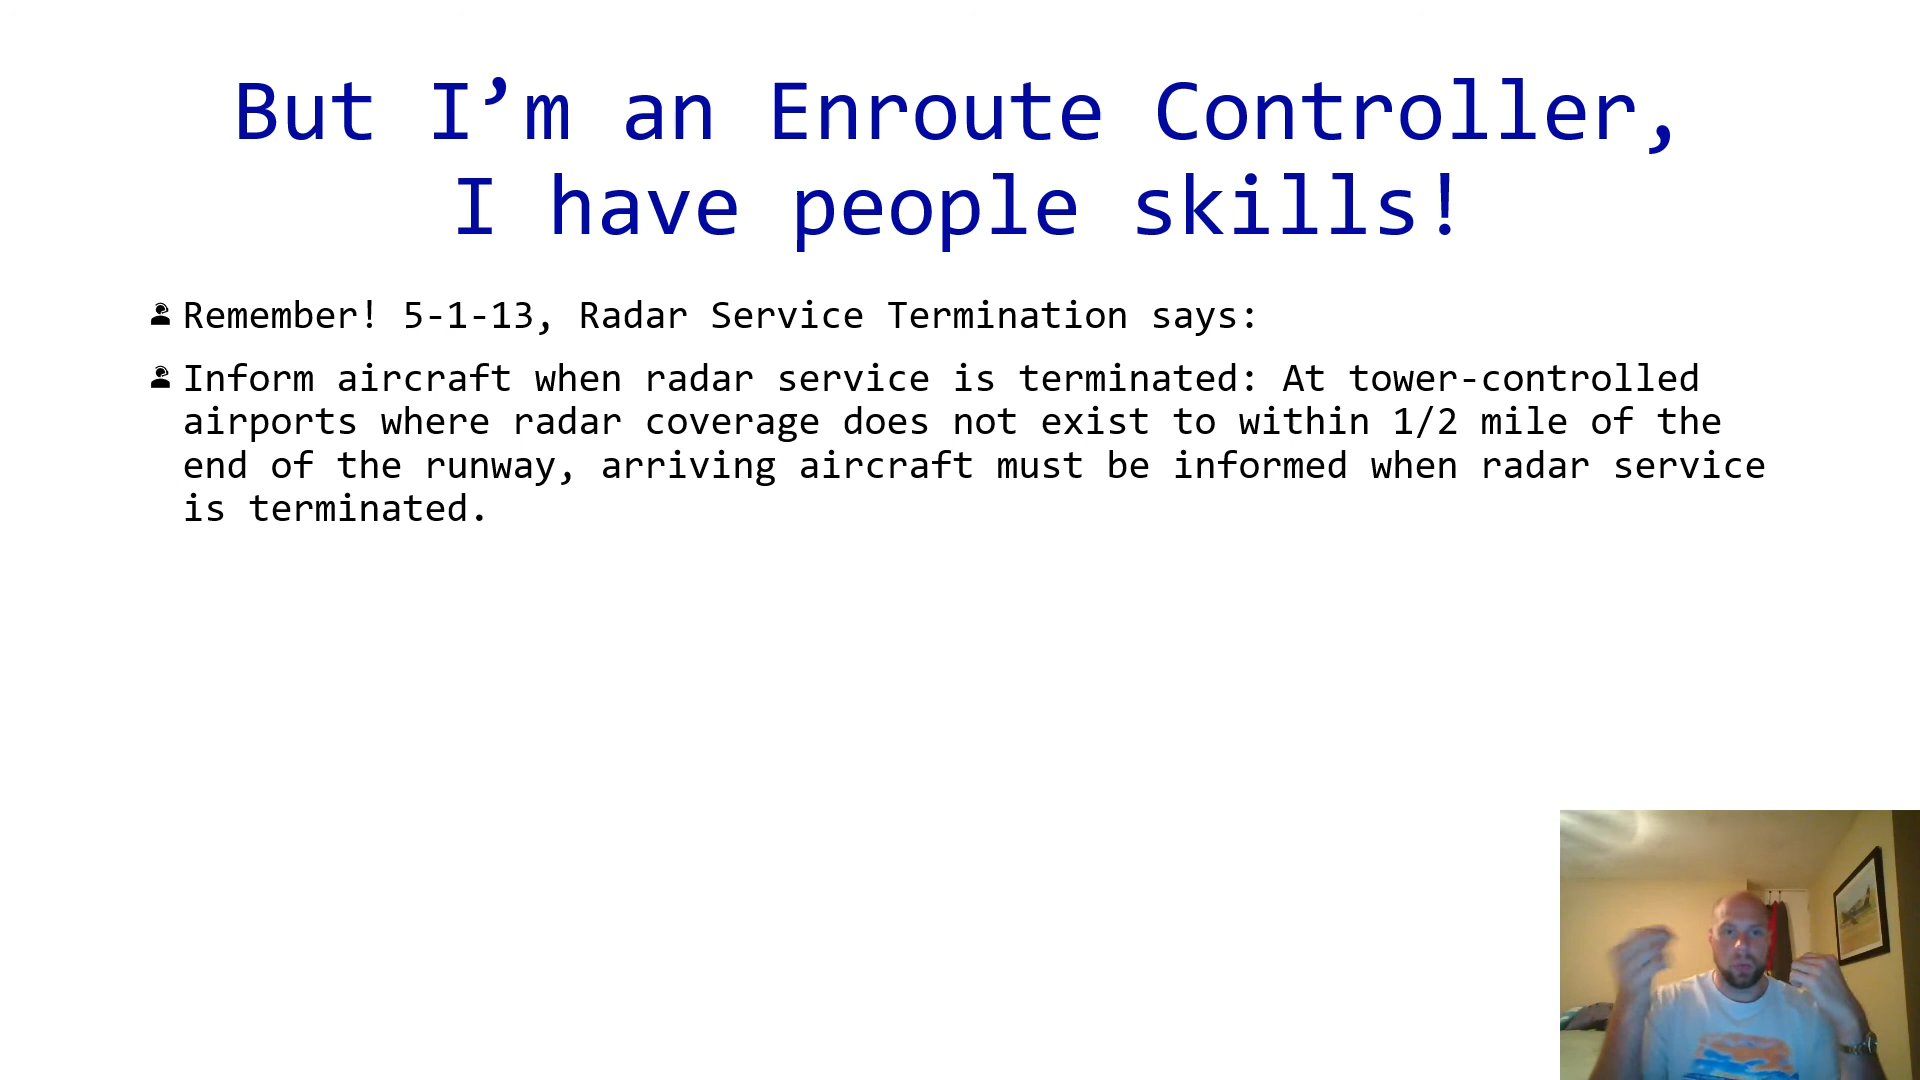 But I’m an Enroute Controller,
I have people skills!
Remember! 5-1-13, Radar Service Termination says:
Inform aircraft when radar service is terminated: At tower-controlled
airports where radar coverage does not exist to within 1/2 mile of the
end of the runway, arriving aircraft must be informed when radar service
is terminated.